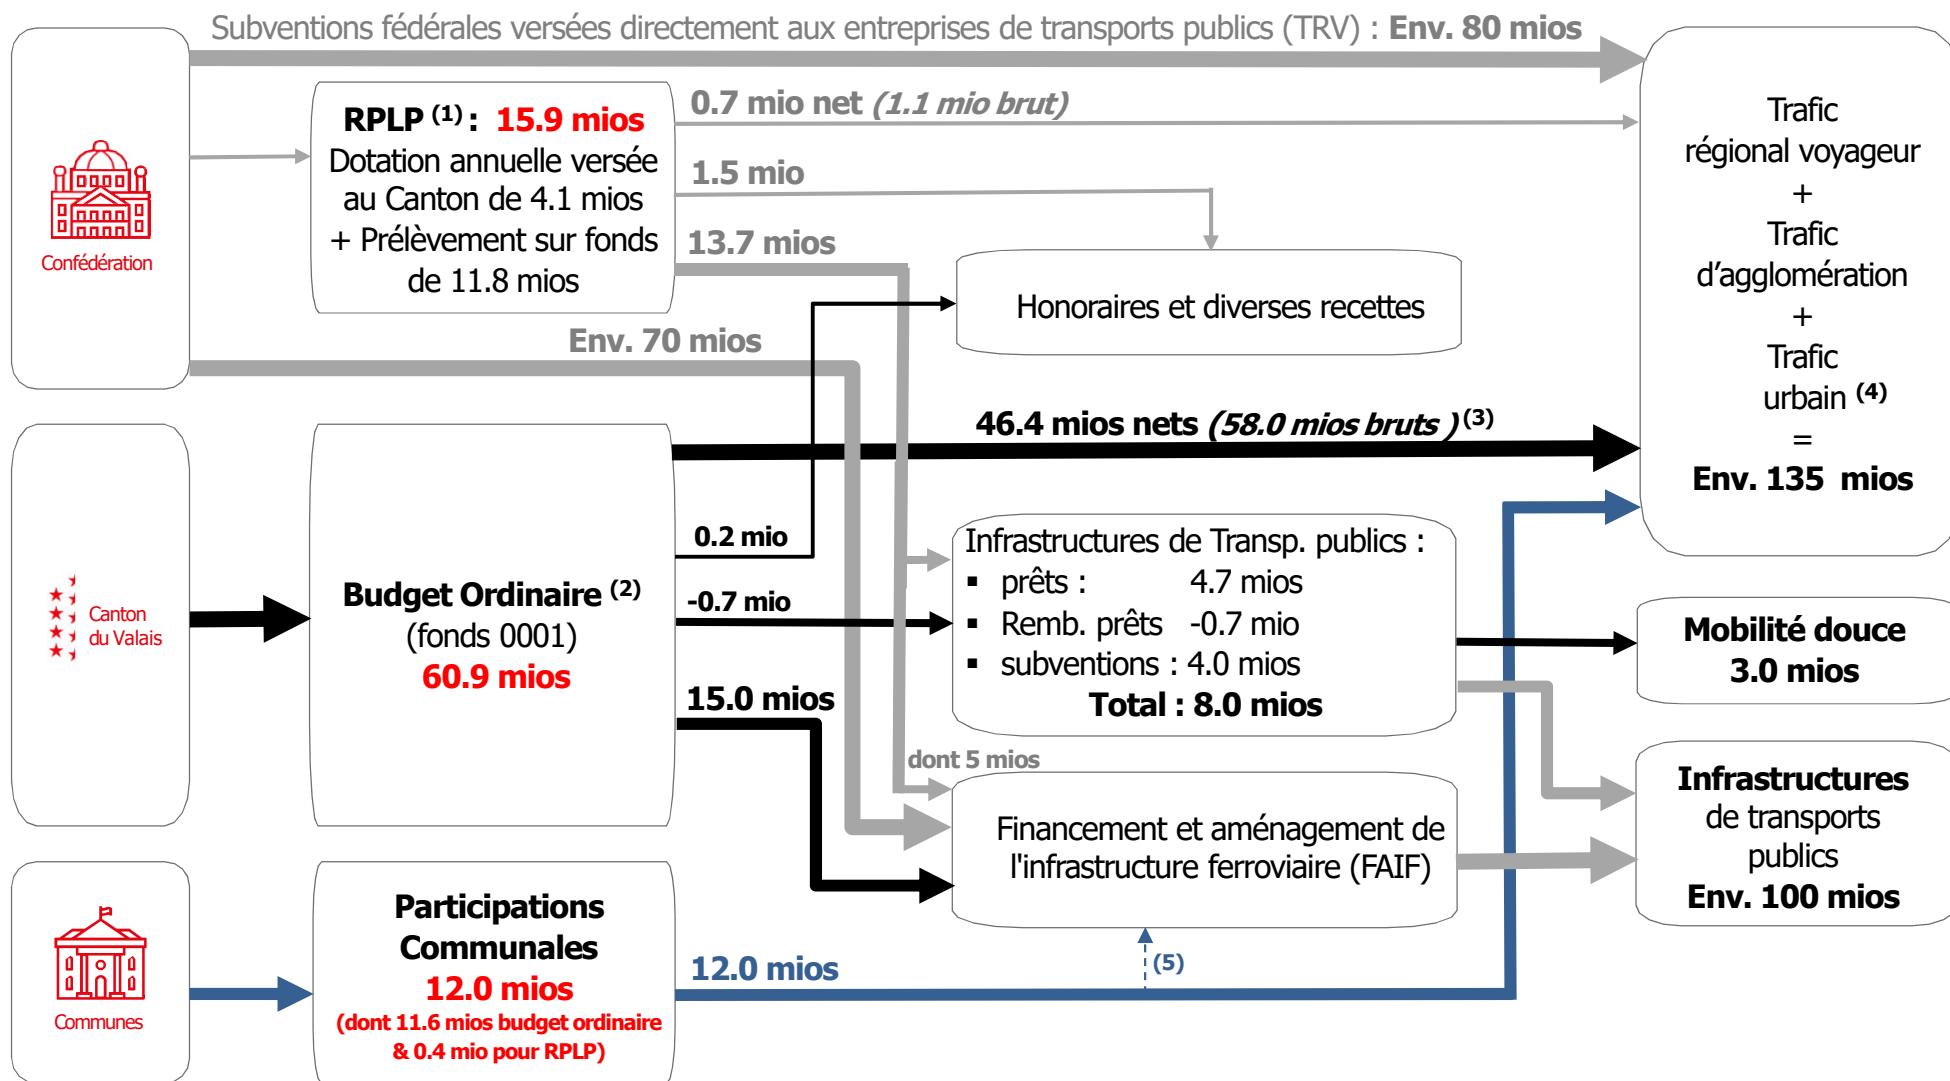 Subventions fédérales versées directement aux entreprises de transports publics (TRV) : Env. 80 mios
Confédération
RPLP (1) : 15.9 mios
Dotation annuelle versée
au Canton de 4.1 mios
+ Prélèvement sur fonds
de 11.8 mios
0.7 mio net (1.1 mio brut)
1.5 mio
13.7 mios
Env. 70 mios
Honoraires et diverses recettes
Trafic
régional voyageur
+
Trafic
d’agglomération
+
Trafic
urbain (4)
=
Env. 135 mios
Canton
du Valais
Budget Ordinaire (2)
(fonds 0001)
60.9 mios
46.4 mios nets (58.0 mios bruts ) (3)
0.2 mio
-0.7 mio
15.0 mios
Infrastructures de Transp. publics :
▪ prêts : 4.7 mios
▪ Remb. prêts -0.7 mio
▪ subventions : 4.0 mios
Total : 8.0 mios
Mobilité douce
3.0 mios
dont 5 mios
Financement et aménagement de
l'infrastructure ferroviaire (FAIF)
Infrastructures
de transports
publics
Env. 100 mios
Communes
Participations
Communales
12.0 mios
(dont 11.6 mios budget ordinaire
& 0.4 mio pour RPLP)
12.0 mios
(5)